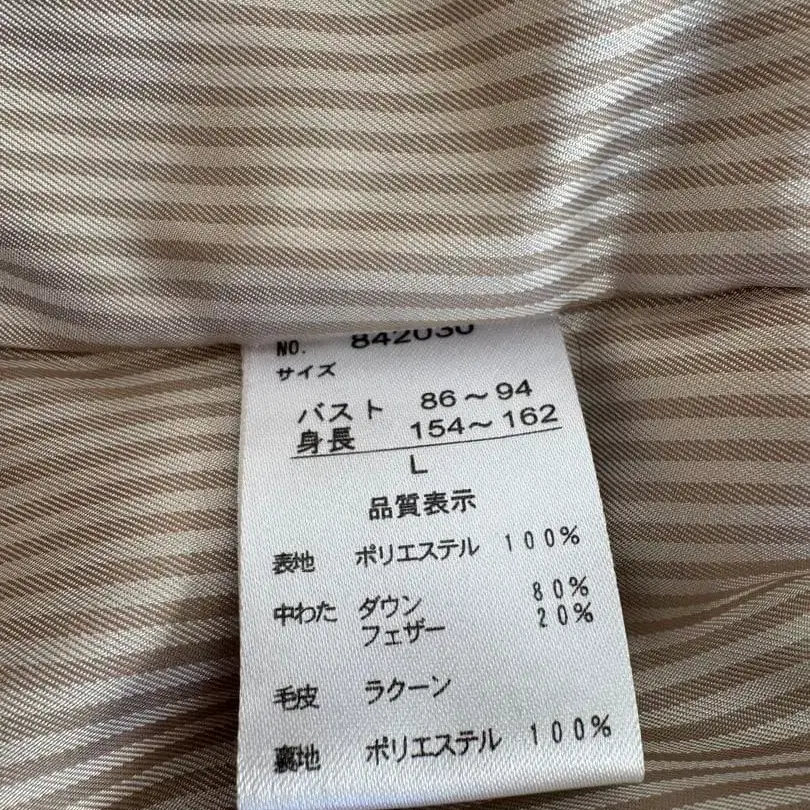 NO. 842030
サイズ
バスト 86～94
身長 154～162
L
品質表示
表地 ポリエステル 100%
中わた ダウン 80%
フェザー 20%
毛皮 ラクーン
裏地 ポリエステル 100%